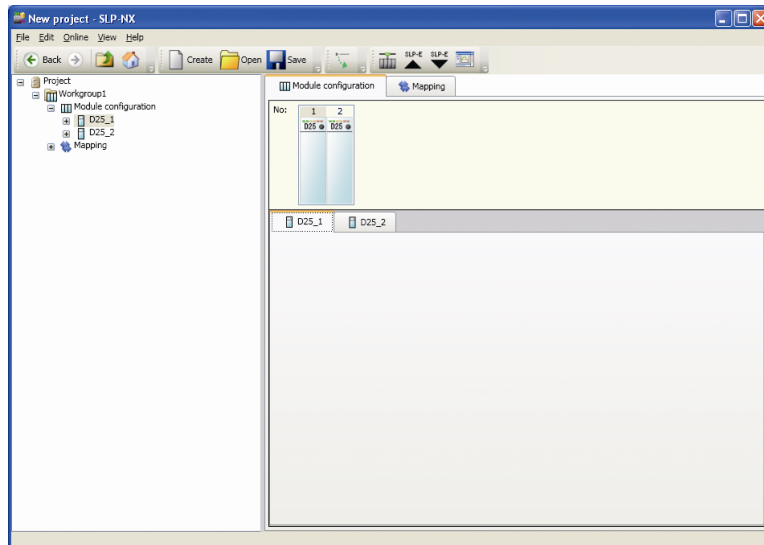 New project - SLP-NX
File Edit Online View Help
Back Create Open Save SLP-E SLP-E
Project
Workgroup1
Module configuration
D25_1
D25_2
Mapping
Module configuration Mapping
No: 1 2
D25 D25
D25_1 D25_2